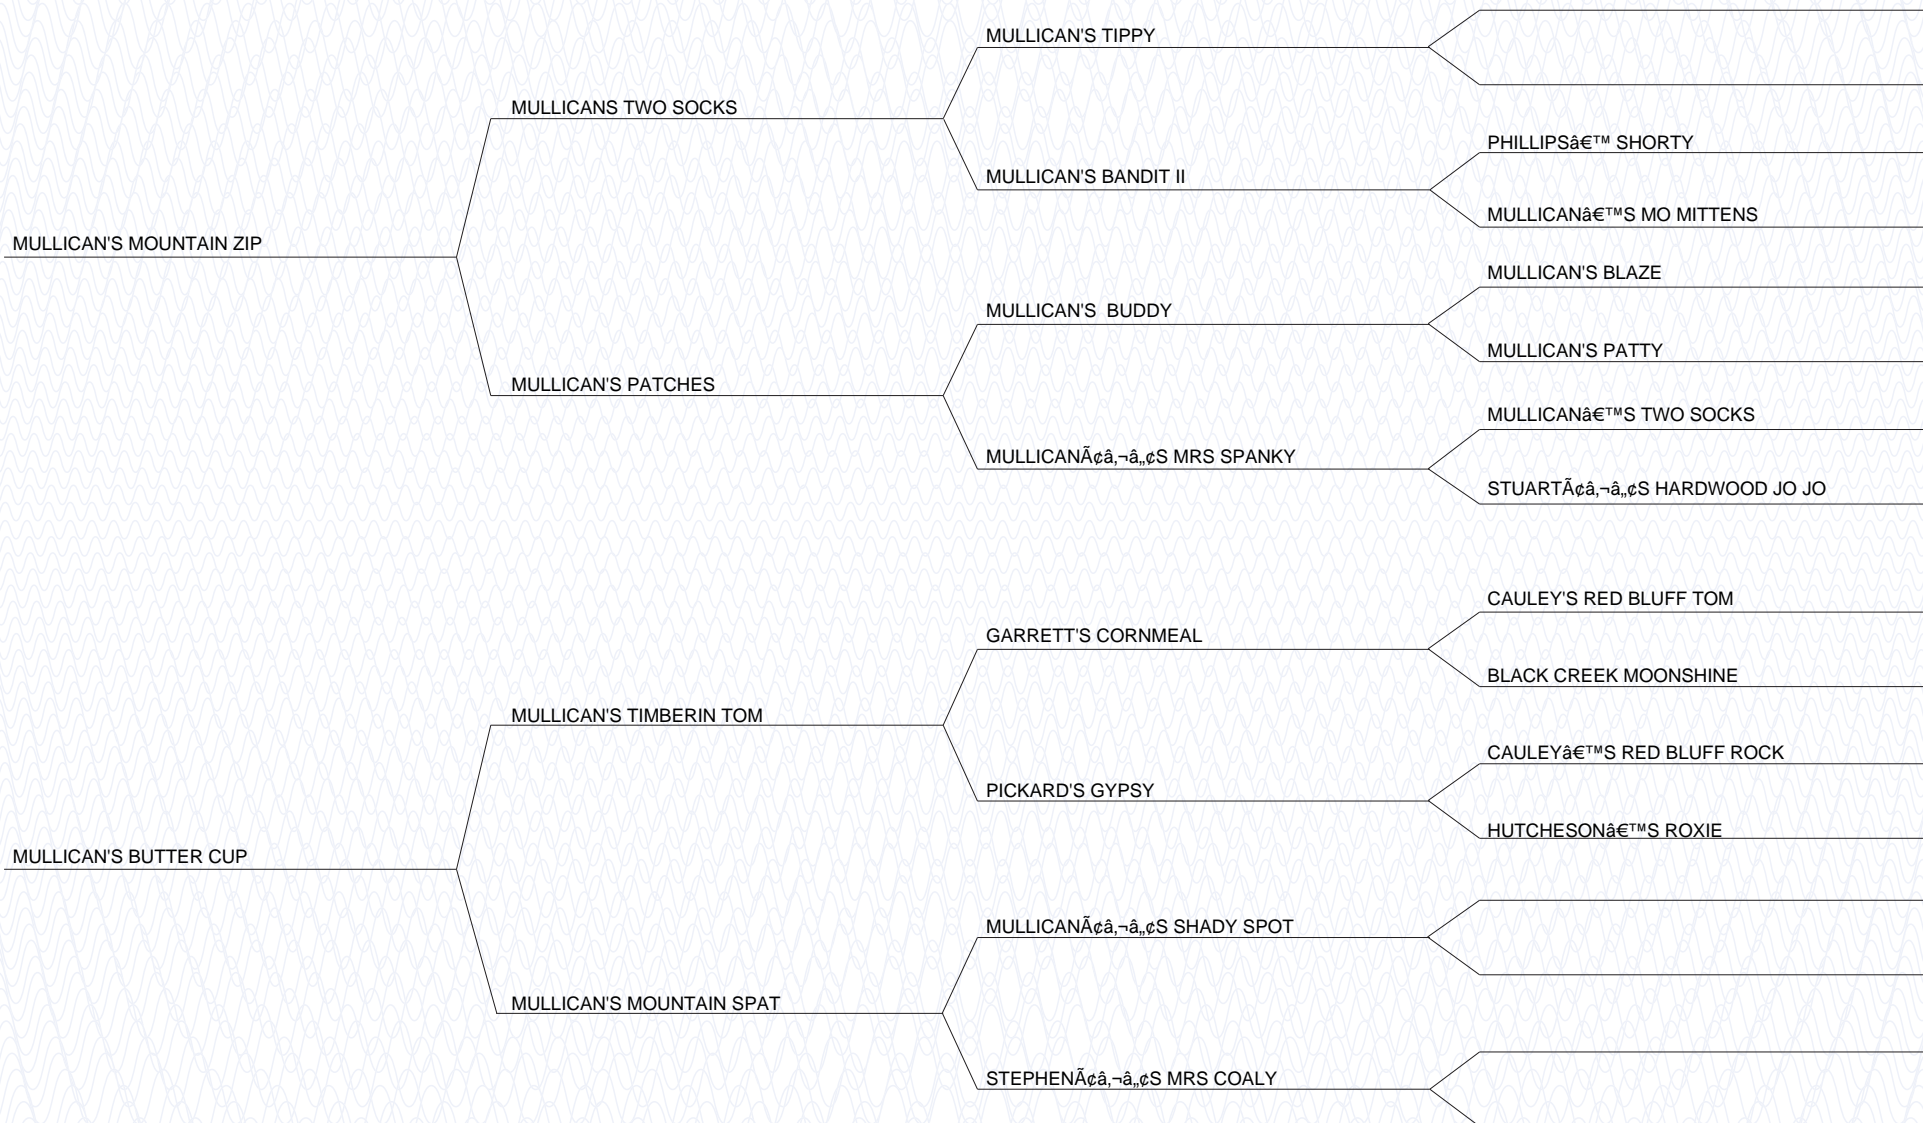 MULLICAN'S TIPPY
MULLICANS TWO SOCKS
PHILLIPSâ€™ SHORTY
MULLICAN'S BANDIT II
MULLICANâ€™S MO MITTENS
MULLICAN'S MOUNTAIN ZIP
MULLICAN'S BLAZE
MULLICAN'S  BUDDY
MULLICAN'S PATTY
MULLICAN'S PATCHES
MULLICANâ€™S TWO SOCKS
MULLICANÃ¢â‚¬â„¢S MRS SPANKY
STUARTÃ¢â‚¬â„¢S HARDWOOD JO JO
CAULEY'S RED BLUFF TOM
GARRETT'S CORNMEAL
BLACK CREEK MOONSHINE
MULLICAN'S TIMBERIN TOM
CAULEYâ€™S RED BLUFF ROCK
PICKARD'S GYPSY
HUTCHESONâ€™S ROXIE
MULLICAN'S BUTTER CUP
MULLICANÃ¢â‚¬â„¢S SHADY SPOT
MULLICAN'S MOUNTAIN SPAT
STEPHENÃ¢â‚¬â„¢S MRS COALY